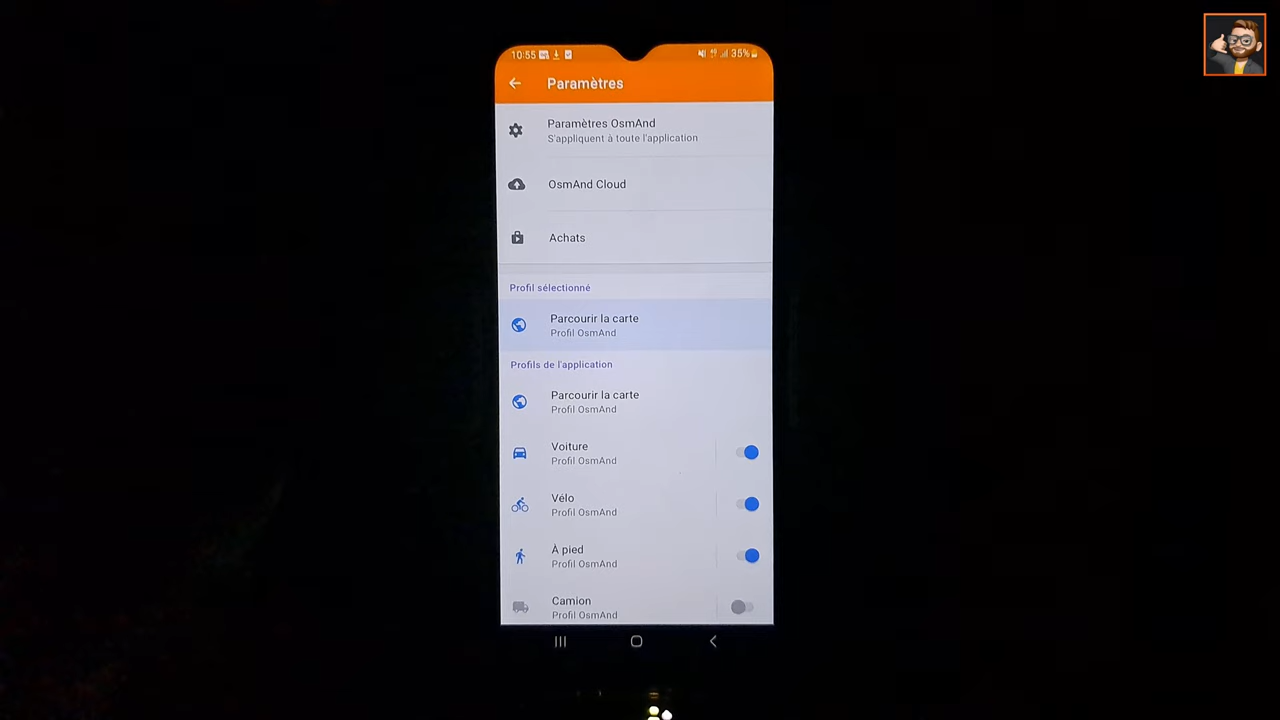 10:55
35%
Paramètres
Paramètres OsmAnd
S'appliquent à toute l'application
OsmAnd Cloud
Achats
Profil sélectionné
Parcourir la carte
Profil OsmAnd
Profils de l'application
Parcourir la carte
Profil OsmAnd
Voiture
Profil OsmAnd
Vélo
Profil OsmAnd
À pied
Profil OsmAnd
Camion
Profil OsmAnd